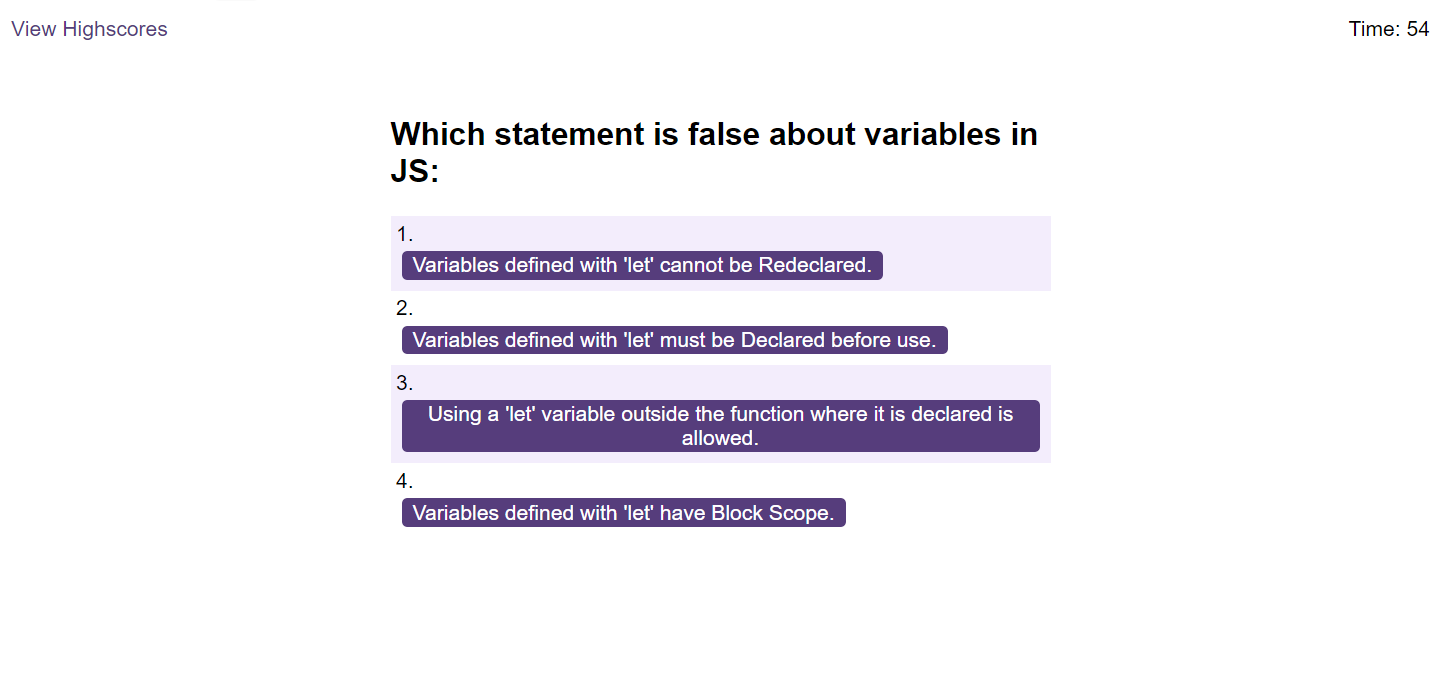 View Highscores
Time: 54
Which statement is false about variables in
JS:
1.
Variables defined with 'let' cannot be Redeclared.
2.
Variables defined with 'let' must be Declared before use.
3.
Using a 'let' variable outside the function where it is declared is
allowed.
4.
Variables defined with 'let' have Block Scope.